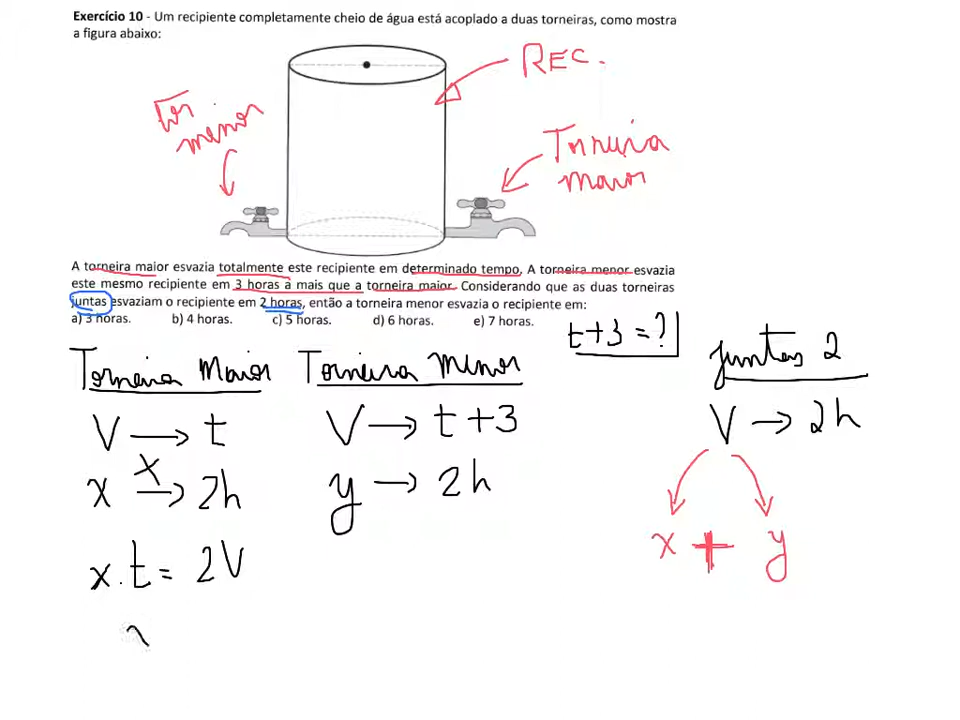 Exercício 10 - Um recipiente completamente cheio de água está acoplado a duas torneiras, como mostra
a figura abaixo:
REC.
Tor
menor
Torneira
maior
A torneira maior esvazia totalmente este recipiente em determinado tempo. A torneira menor esvazia
este mesmo recipiente em 3 horas a mais que a torneira maior. Considerando que as duas torneiras
juntas esvaziam o recipiente em 2 horas, então a torneira menor esvazia o recipiente em:
a) 3 horas. b) 4 horas. c) 5 horas. d) 6 horas. e) 7 horas.
t+3=?
Torneira Maior Torneira Menor Juntas 2
V → t V → t+3 V → 2h
x → 2h y → 2h
X
x + y
x.t = 2V